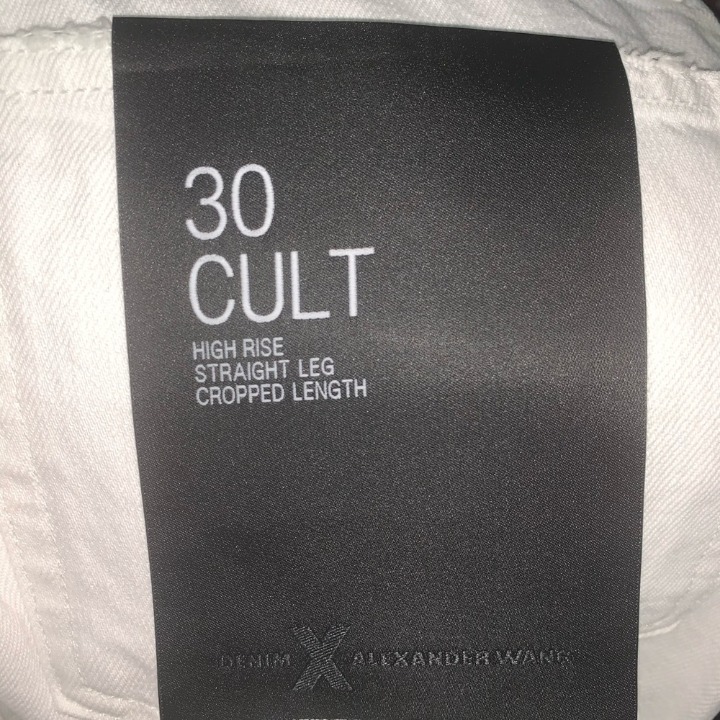 30
CULT
HIGH RISE
STRAIGHT LEG
CROPPED LENGTH
DENIM X ALEXANDER WANG